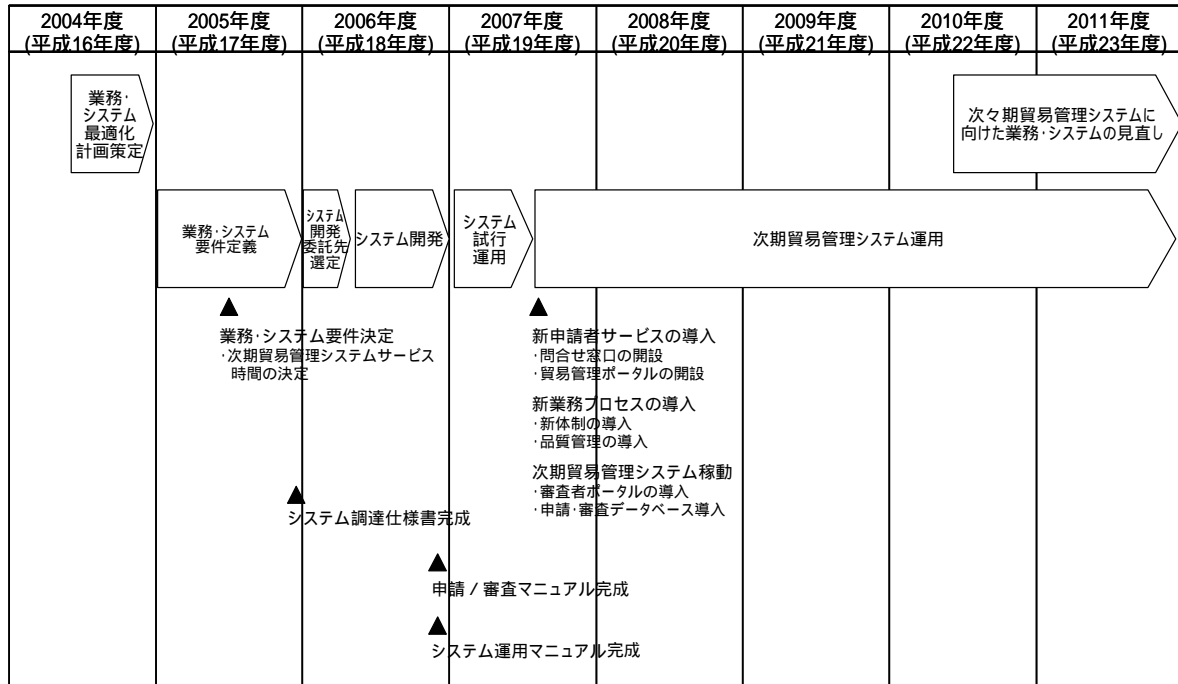 2004年度
(平成16年度)
2005年度
(平成17年度)
2006年度
(平成18年度)
2007年度
(平成19年度)
2008年度
(平成20年度)
2009年度
(平成21年度)
2010年度
(平成22年度)
2011年度
(平成23年度)
業務・
システム
最適化
計画策定
次々期貿易管理システムに
向けた業務・システムの見直し
業務・システム
要件定義
システム
開発
委託先
選定
システム開発
システム
試行
運用
次期貿易管理システム運用
▲
業務・システム要件決定
・次期貿易管理システムサービス
時間の決定
▲
新申請者サービスの導入
・問合せ窓口の開設
・貿易管理ポータルの開設
新業務プロセスの導入
・新体制の導入
・品質管理の導入
次期貿易管理システム稼動
・審査者ポータルの導入
・申請・審査データベース導入
▲
システム調達仕様書完成
▲
申請／審査マニュアル完成
▲
システム運用マニュアル完成